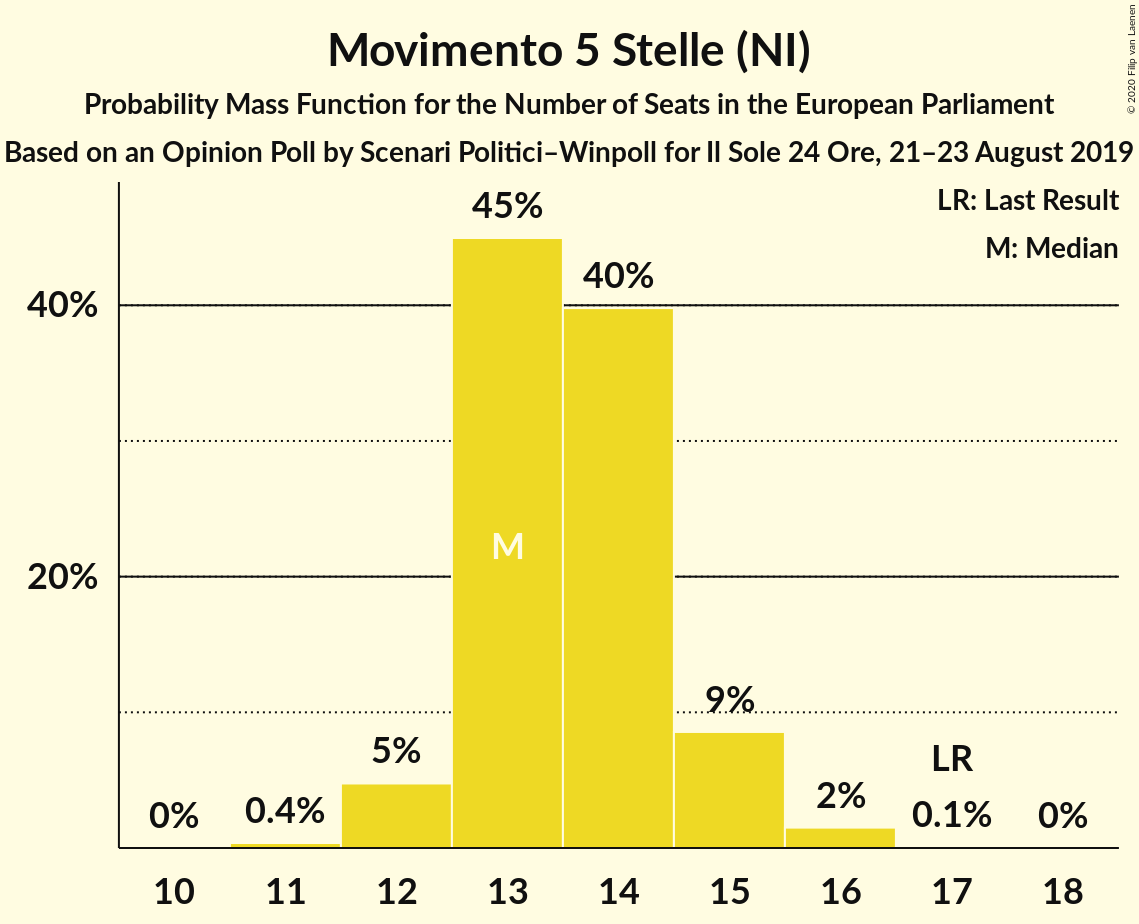 Movimento 5 Stelle (NI)
Probability Mass Function for the Number of Seats in the European Parliament
Based on an Opinion Poll by Scenari Politici–Winpoll for Il Sole 24 Ore, 21–23 August 2019
© 2020 Filip van Laenen
LR: Last Result
M: Median
40%
20%
0%
0.4%
5%
45%
M
40%
9%
2%
LR
0.1%
0%
10 11 12 13 14 15 16 17 18